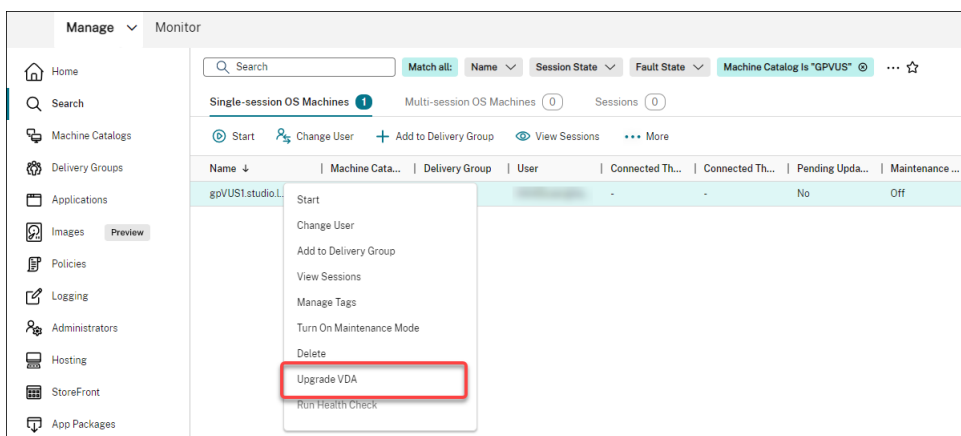 Manage Monitor
Home
Search
Machine Catalogs
Delivery Groups
Applications
Images Preview
Policies
Logging
Administrators
Hosting
StoreFront
App Packages
Search Match all: Name Session State Fault State Machine Catalog Is "GPVUS" ...
Single-session OS Machines 1 Multi-session OS Machines 0 Sessions 0
Start Change User Add to Delivery Group View Sessions ... More
Name ↓ Machine Cata... Delivery Group User Connected Th... Connected Th... Pending Upda... Maintenance ...
gpVUS1.studio.l... - - No Off
Start
Change User
Add to Delivery Group
View Sessions
Manage Tags
Turn On Maintenance Mode
Delete
Upgrade VDA
Run Health Check